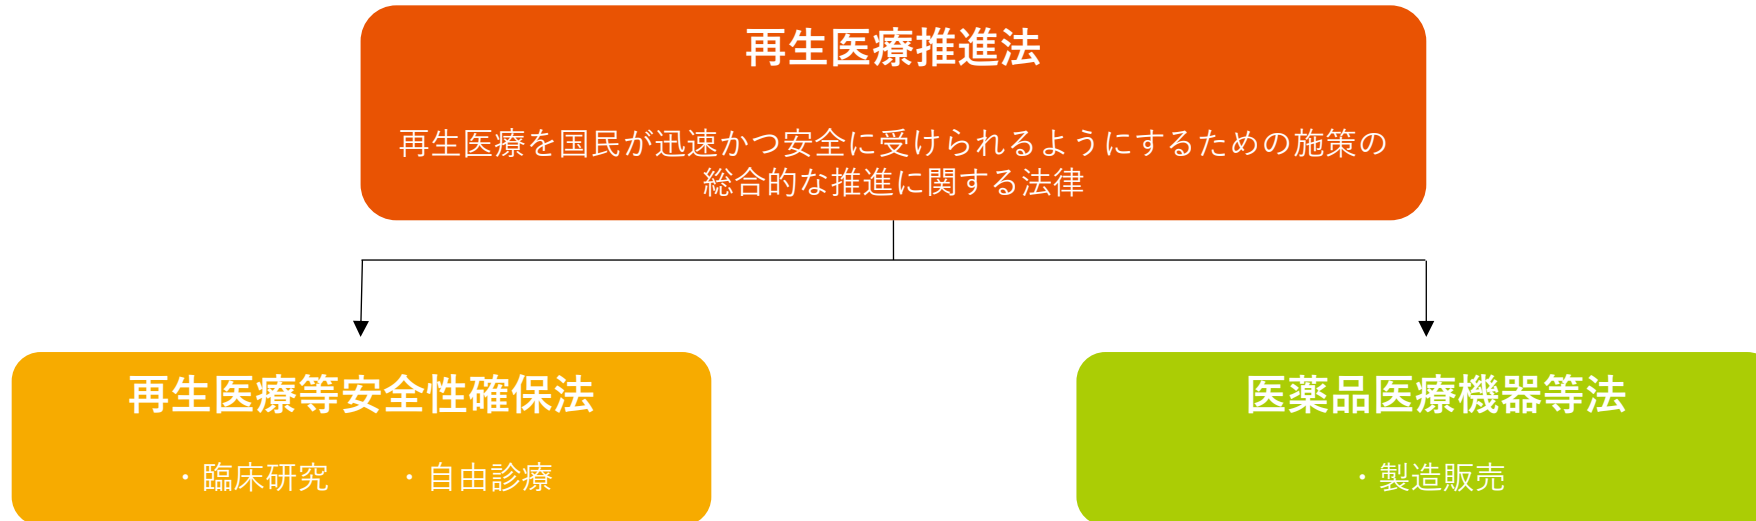 再生医療推進法
再生医療を国民が迅速かつ安全に受けられるようにするための施策の
総合的な推進に関する法律
再生医療等安全性確保法
・臨床研究　　・自由診療
医薬品医療機器等法
・製造販売